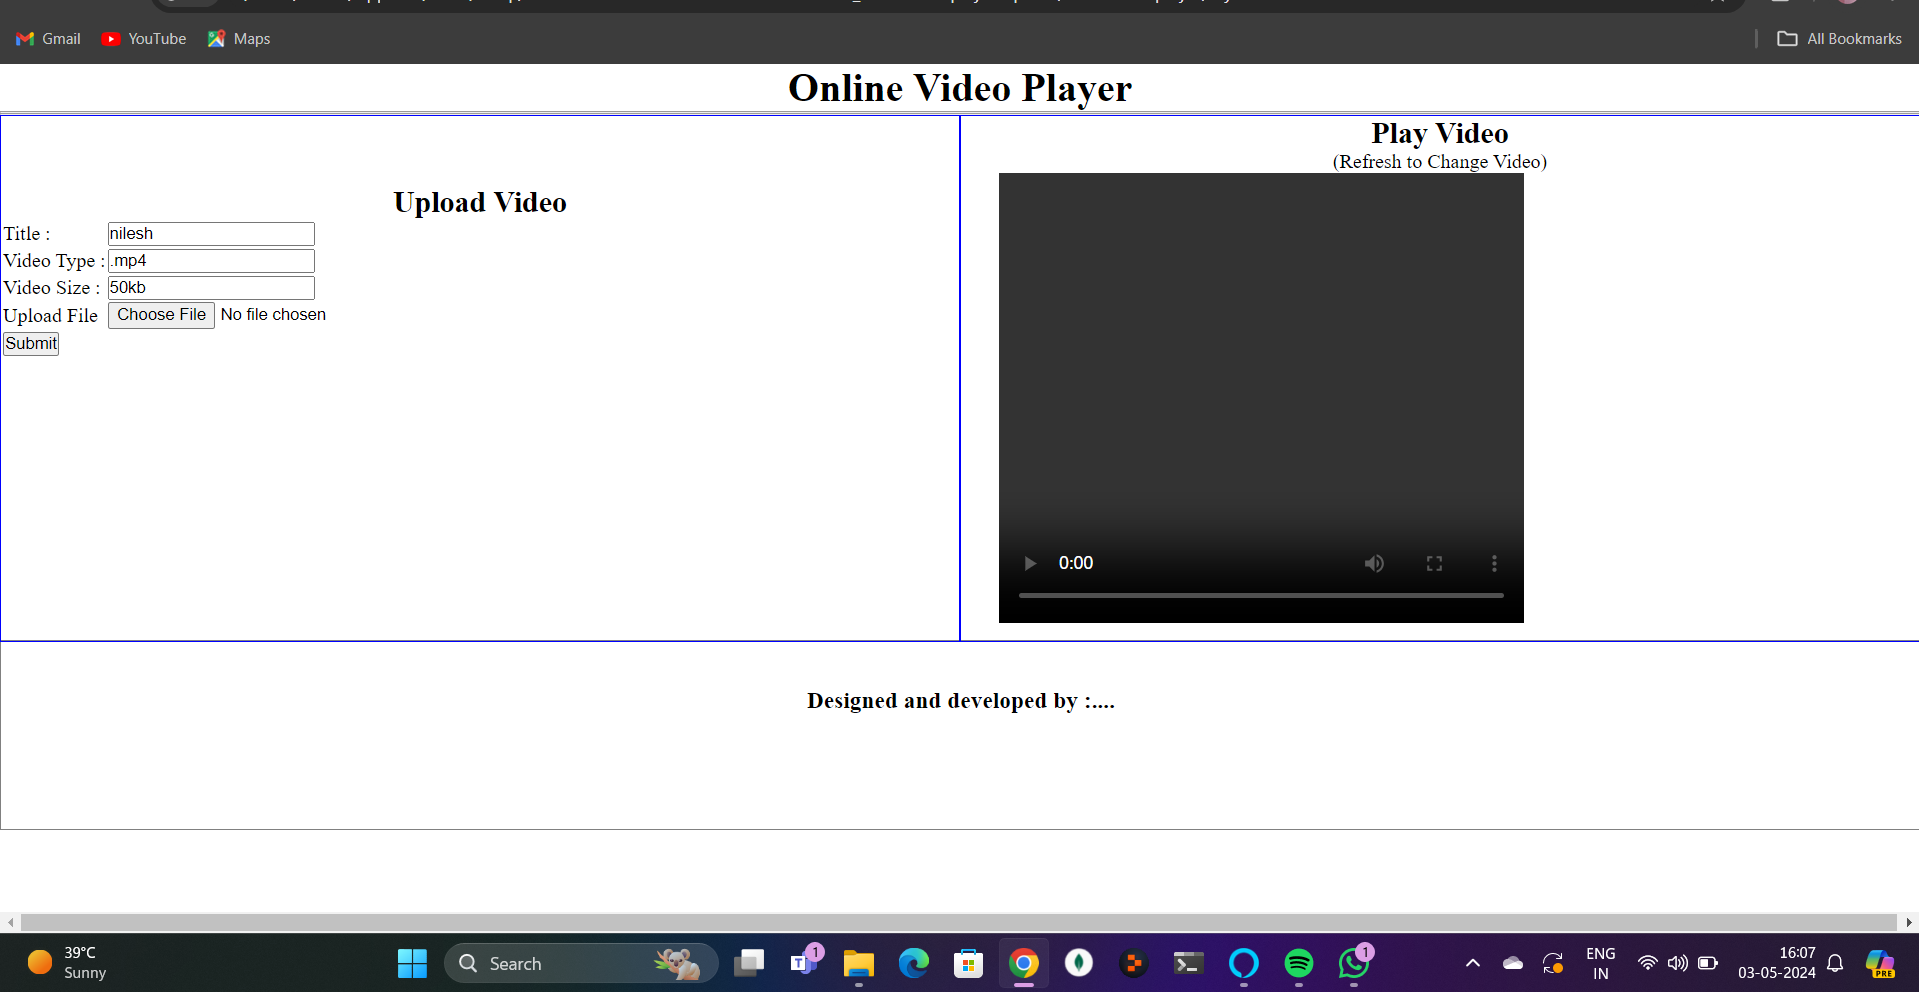 Gmail
YouTube
Maps
All Bookmarks
Online Video Player
Upload Video
Title :
nilesh
Video Type :
.mp4
Video Size :
50kb
Upload File
Choose File No file chosen
Submit
Play Video
(Refresh to Change Video)
0:00
Designed and developed by :....
39°C
Sunny
Search
T
1
1
ENG
IN
16:07
03-05-2024
PRE